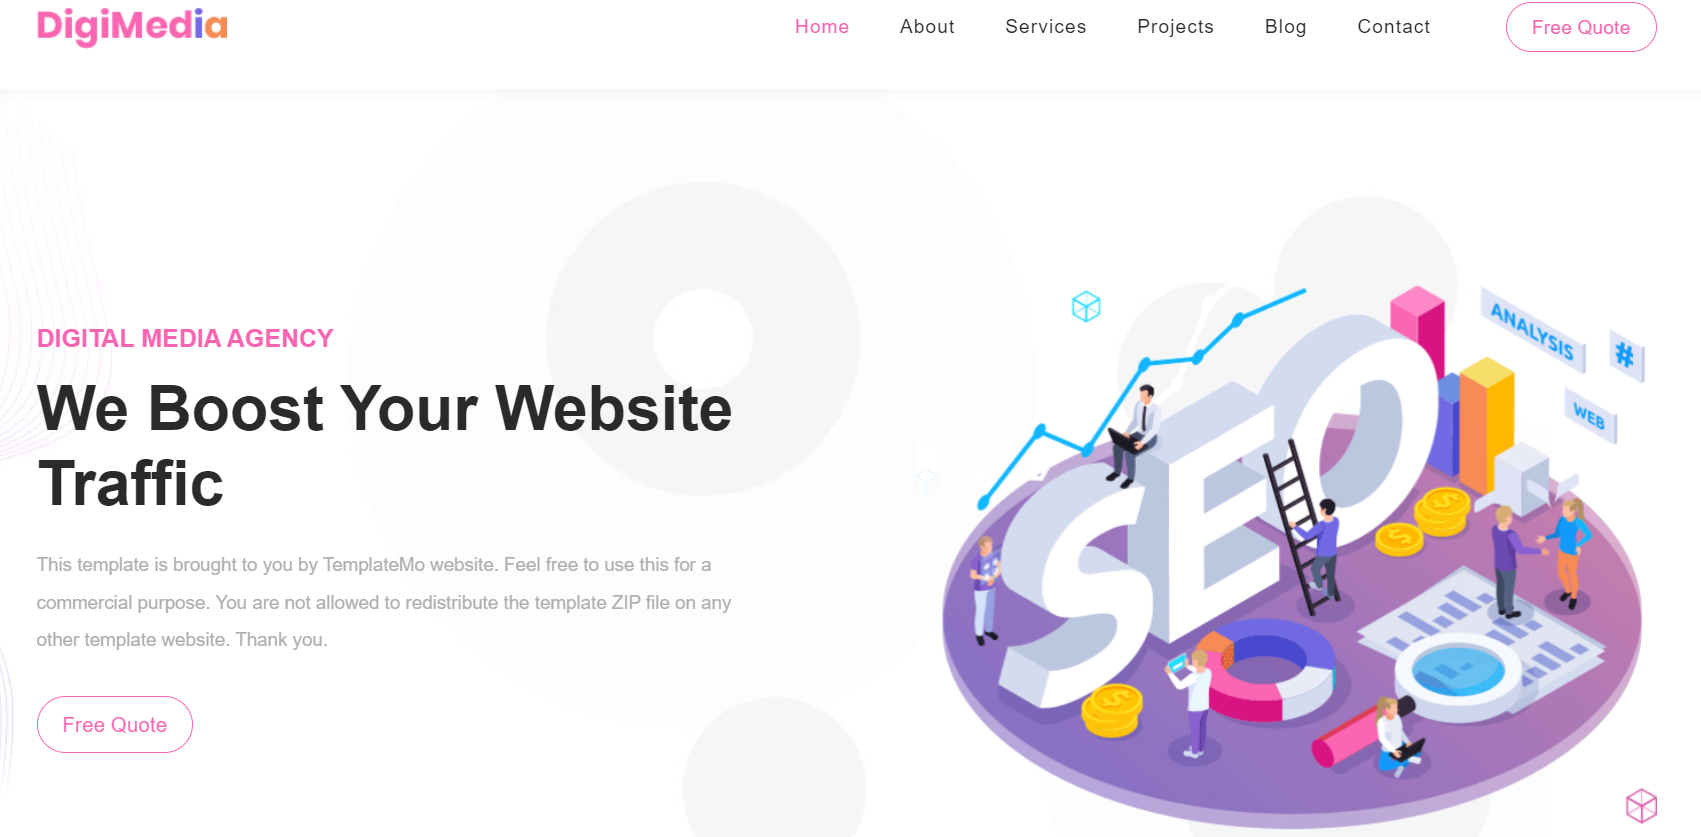 DigiMedia
Home About Services Projects Blog Contact Free Quote
DIGITAL MEDIA AGENCY
We Boost Your Website
Traffic
This template is brought to you by TemplateMo website. Feel free to use this for a
commercial purpose. You are not allowed to redistribute the template ZIP file on any
other template website. Thank you.
Free Quote
ANALYSIS
#
WEB
SEO
$
$
$